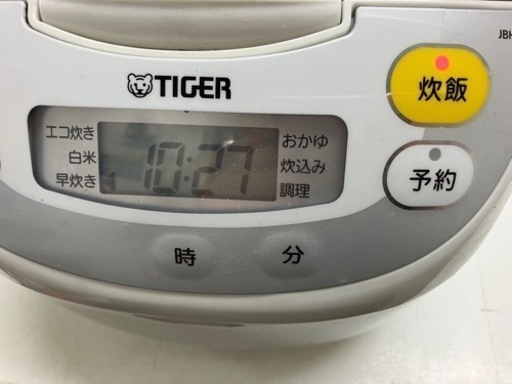 JBH
TIGER
炊飯
エコ炊き
白米
早炊き
10:27
おかゆ
炊込み
調理
予約
時
分